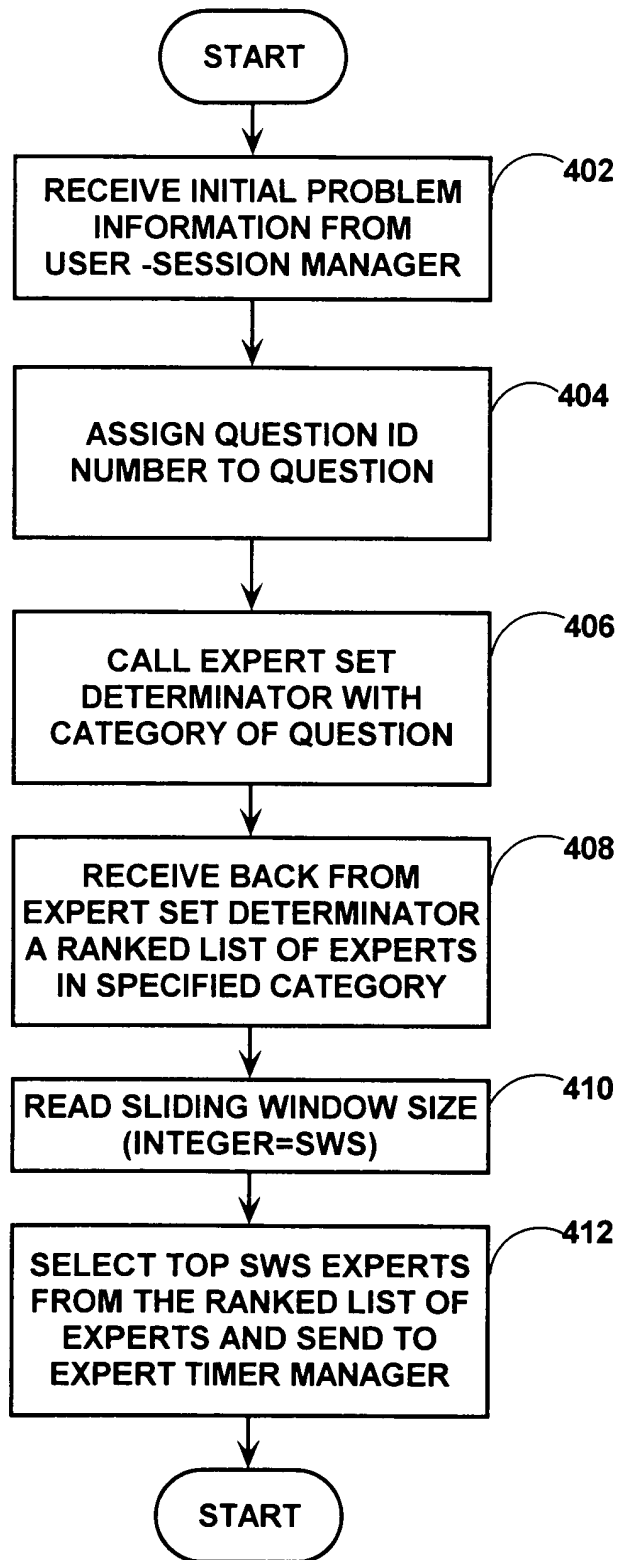 START
402
RECEIVE INITIAL PROBLEM
INFORMATION FROM
USER -SESSION MANAGER
404
ASSIGN QUESTION ID
NUMBER TO QUESTION
406
CALL EXPERT SET
DETERMINATOR WITH
CATEGORY OF QUESTION
408
RECEIVE BACK FROM
EXPERT SET DETERMINATOR
A RANKED LIST OF EXPERTS
IN SPECIFIED CATEGORY
410
READ SLIDING WINDOW SIZE
(INTEGER=SWS)
412
SELECT TOP SWS EXPERTS
FROM THE RANKED LIST OF
EXPERTS AND SEND TO
EXPERT TIMER MANAGER
START